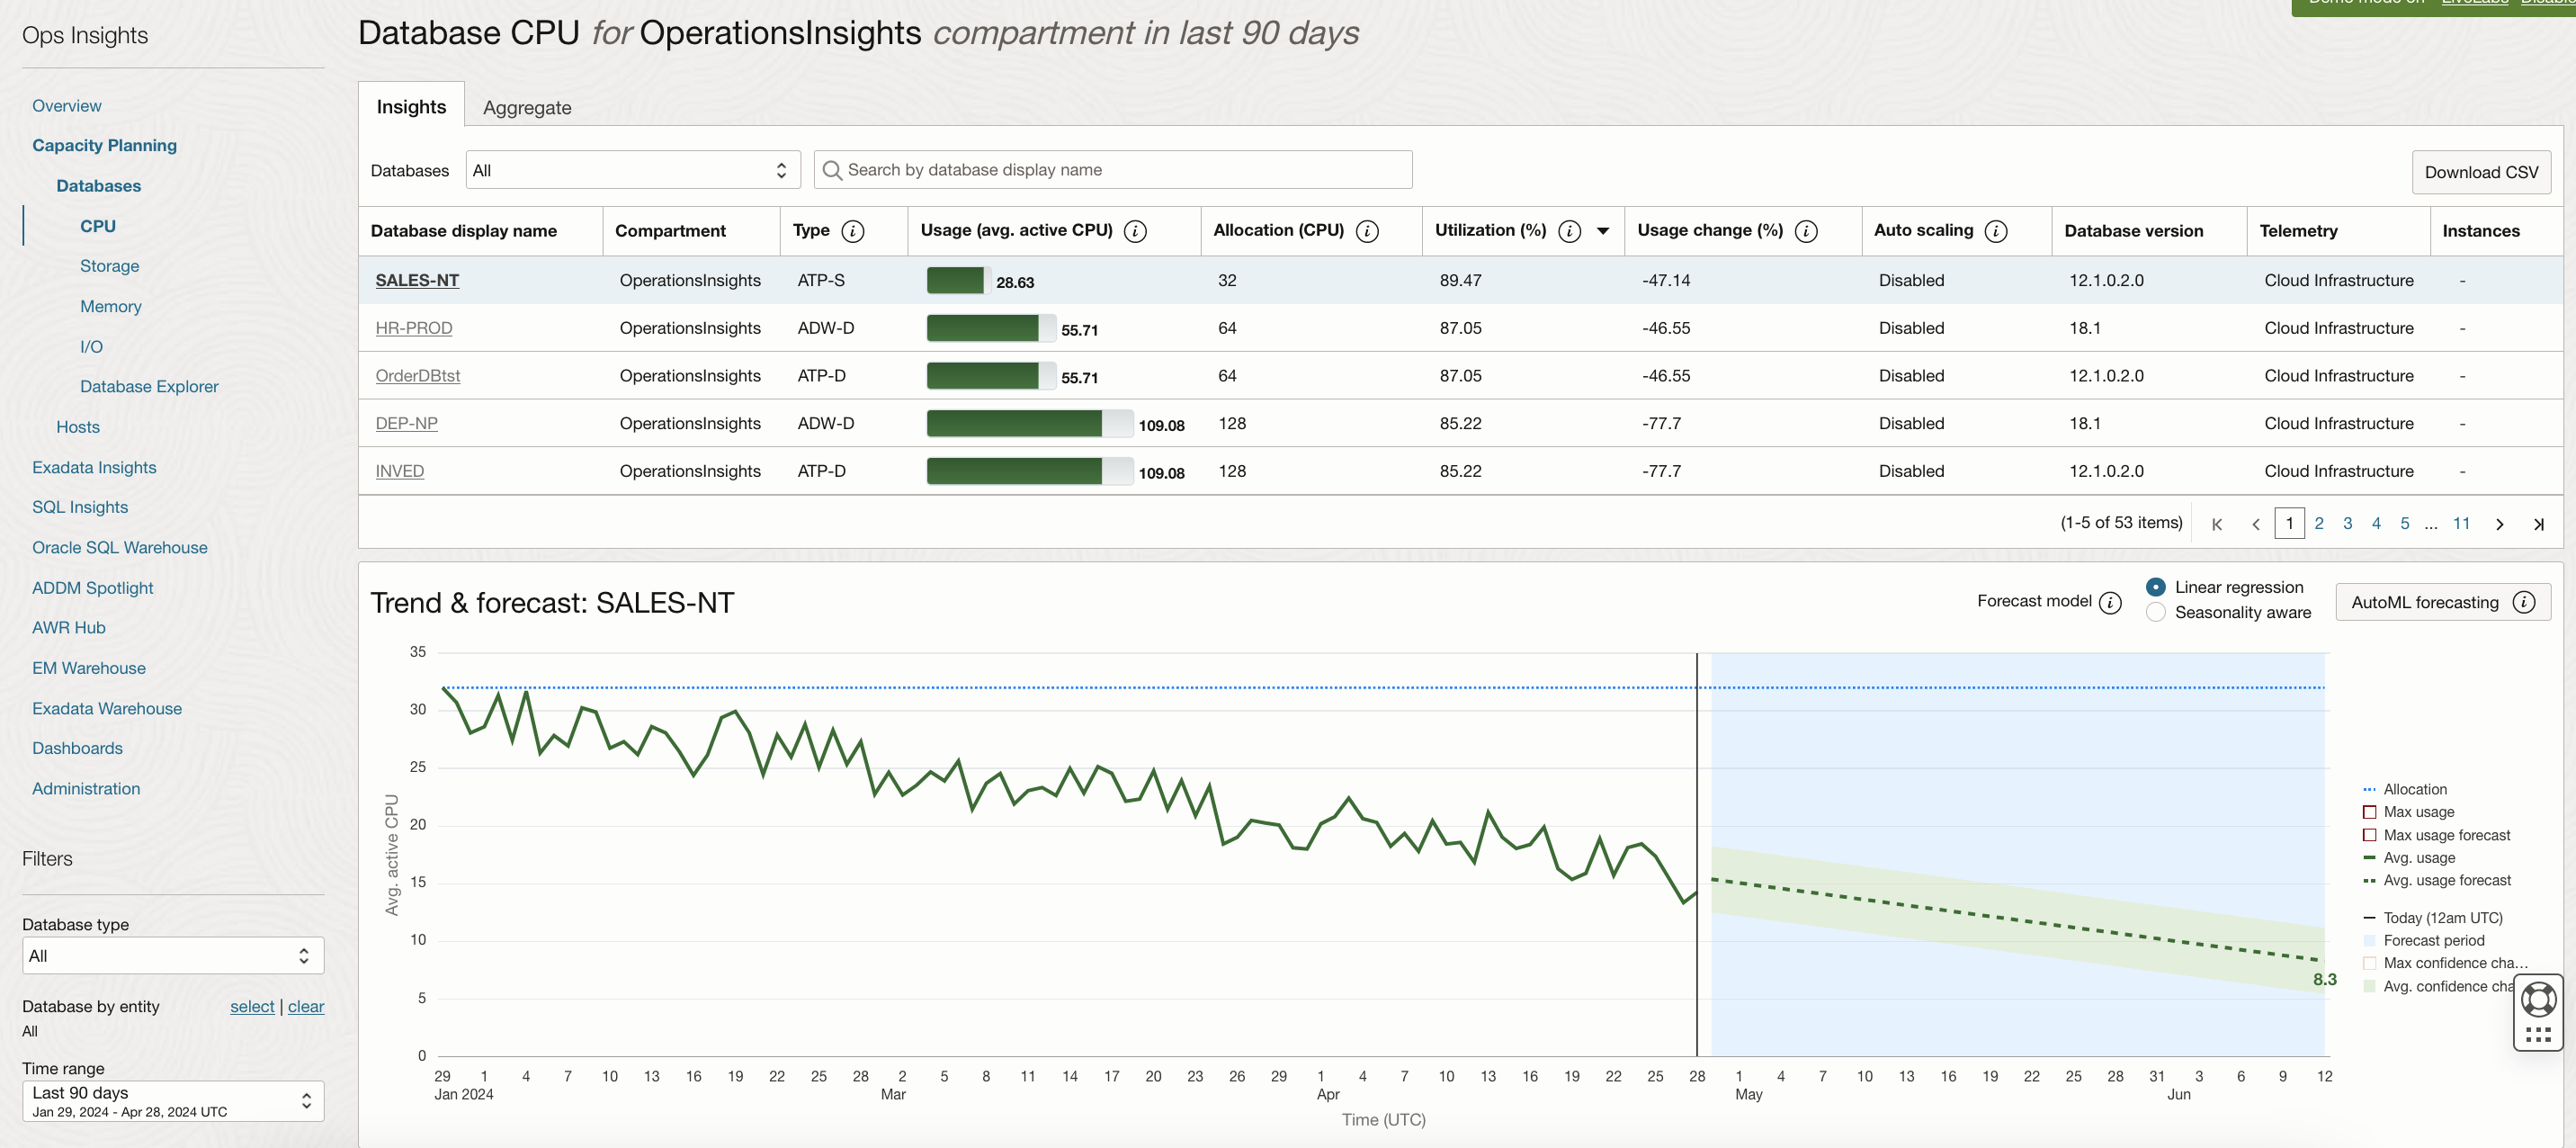 Ops Insights
Overview
Capacity Planning
Databases
CPU
Storage
Memory
I/O
Database Explorer
Hosts
Exadata Insights
SQL Insights
Oracle SQL Warehouse
ADDM Spotlight
AWR Hub
EM Warehouse
Exadata Warehouse
Dashboards
Administration
Filters
Database type
All
Database by entity select | clear
All
Time range
Last 90 days
Jan 29, 2024 - Apr 28, 2024 UTC
Demo mode on LiveLabs
Database CPU for OperationsInsights compartment in last 90 days
Insights Aggregate
Databases All Search by database display name Download CSV
Database display name Compartment Type Usage (avg. active CPU) Allocation (CPU) Utilization (%) Usage change (%) Auto scaling Database version Telemetry Instances
SALES-NT OperationsInsights ATP-S 28.63 32 89.47 -47.14 Disabled 12.1.0.2.0 Cloud Infrastructure -
HR-PROD OperationsInsights ADW-D 55.71 64 87.05 -46.55 Disabled 18.1 Cloud Infrastructure -
OrderDBtst OperationsInsights ATP-D 55.71 64 87.05 -46.55 Disabled 12.1.0.2.0 Cloud Infrastructure -
DEP-NP OperationsInsights ADW-D 109.08 128 85.22 -77.7 Disabled 18.1 Cloud Infrastructure -
INVED OperationsInsights ATP-D 109.08 128 85.22 -77.7 Disabled 12.1.0.2.0 Cloud Infrastructure -
(1-5 of 53 items) 1 2 3 4 5 ... 11
Trend & forecast: SALES-NT
Forecast model
Linear regression
Seasonality aware
AutoML forecasting
35
30
25
20
15
10
5
0
Avg. active CPU
8.3
29 1 4 7 10 13 16 19 22 25 28 2 5 8 11 14 17 20 23 26 29 1 4 7 10 13 16 19 22 25 28 1 4 7 10 13 16 19 22 25 28 31 3 6 9 12
Jan 2024 Mar Apr May Jun
Time (UTC)
Allocation
Max usage
Max usage forecast
Avg. usage
Avg. usage forecast
Today (12am UTC)
Forecast period
Max confidence cha...
Avg. confidence cha